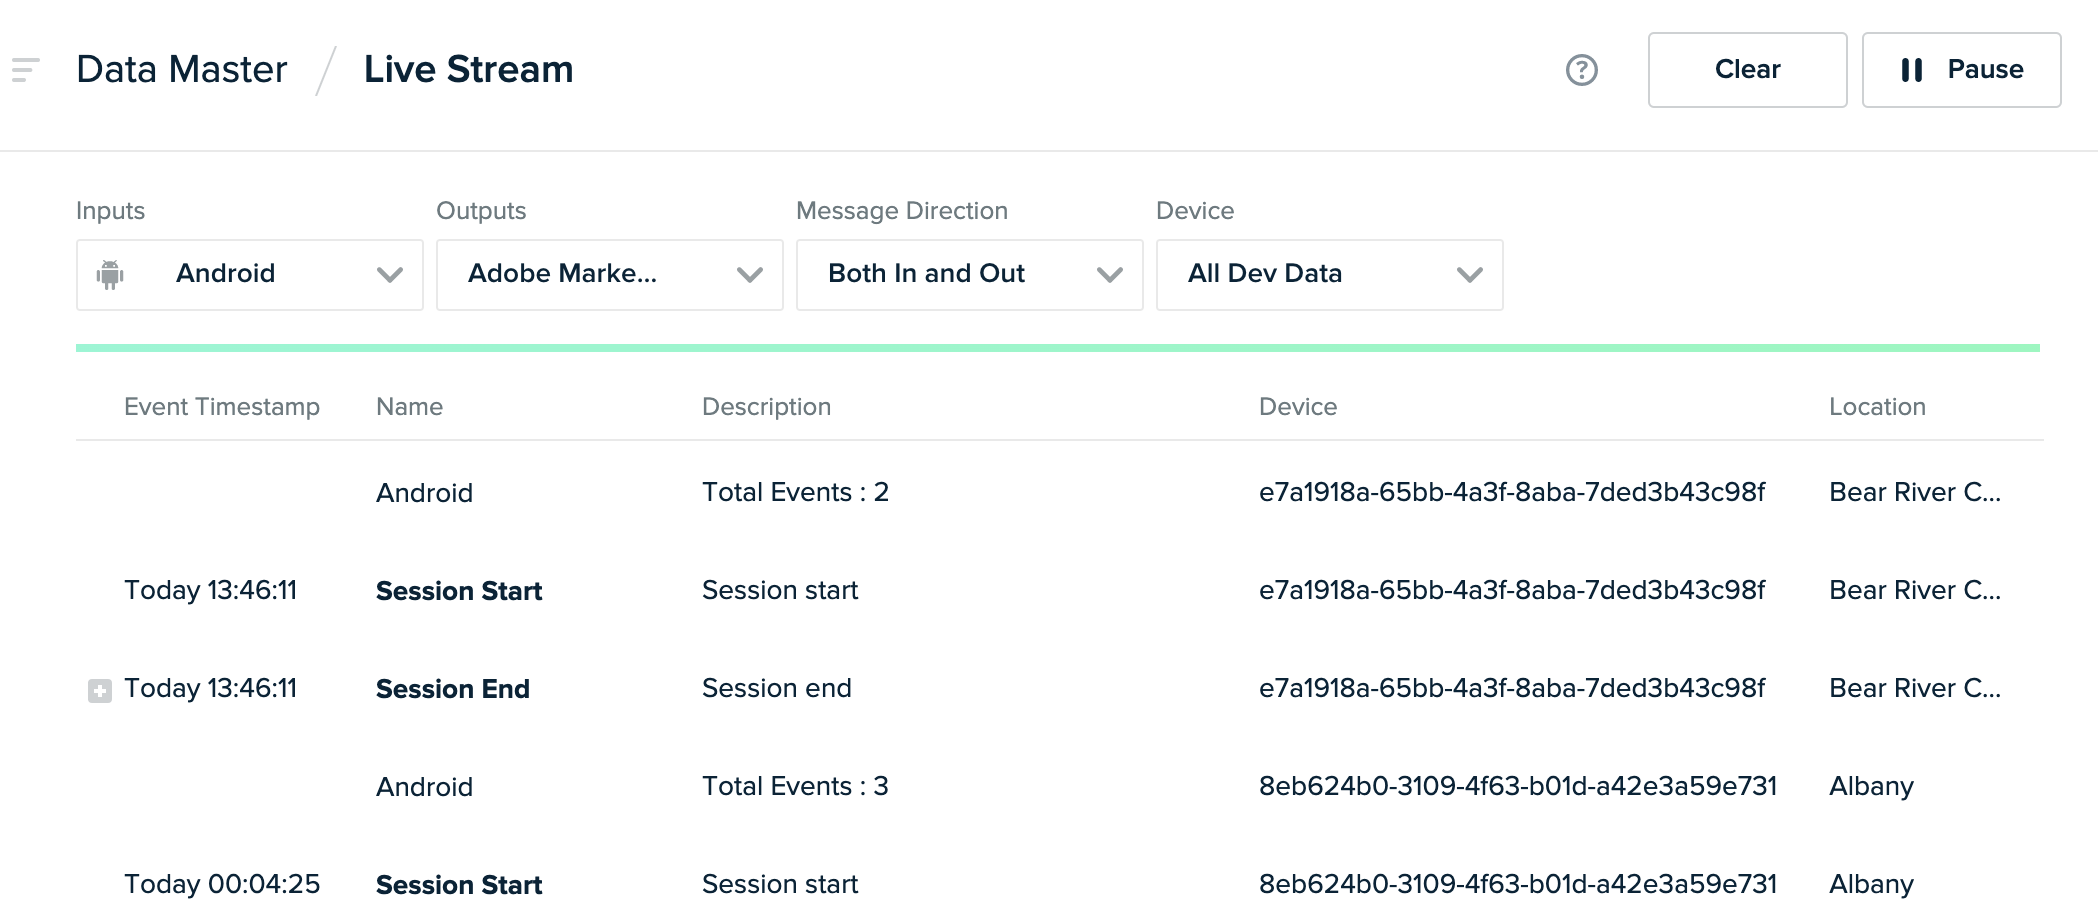 Data Master / Live Stream
Clear
Pause
Inputs Outputs Message Direction Device
Android Adobe Marke... Both In and Out All Dev Data
Event Timestamp Name Description Device Location
Android Total Events : 2 e7a1918a-65bb-4a3f-8aba-7ded3b43c98f Bear River C...
Today 13:46:11 Session Start Session start e7a1918a-65bb-4a3f-8aba-7ded3b43c98f Bear River C...
Today 13:46:11 Session End Session end e7a1918a-65bb-4a3f-8aba-7ded3b43c98f Bear River C...
Android Total Events : 3 8eb624b0-3109-4f63-b01d-a42e3a59e731 Albany
Today 00:04:25 Session Start Session start 8eb624b0-3109-4f63-b01d-a42e3a59e731 Albany